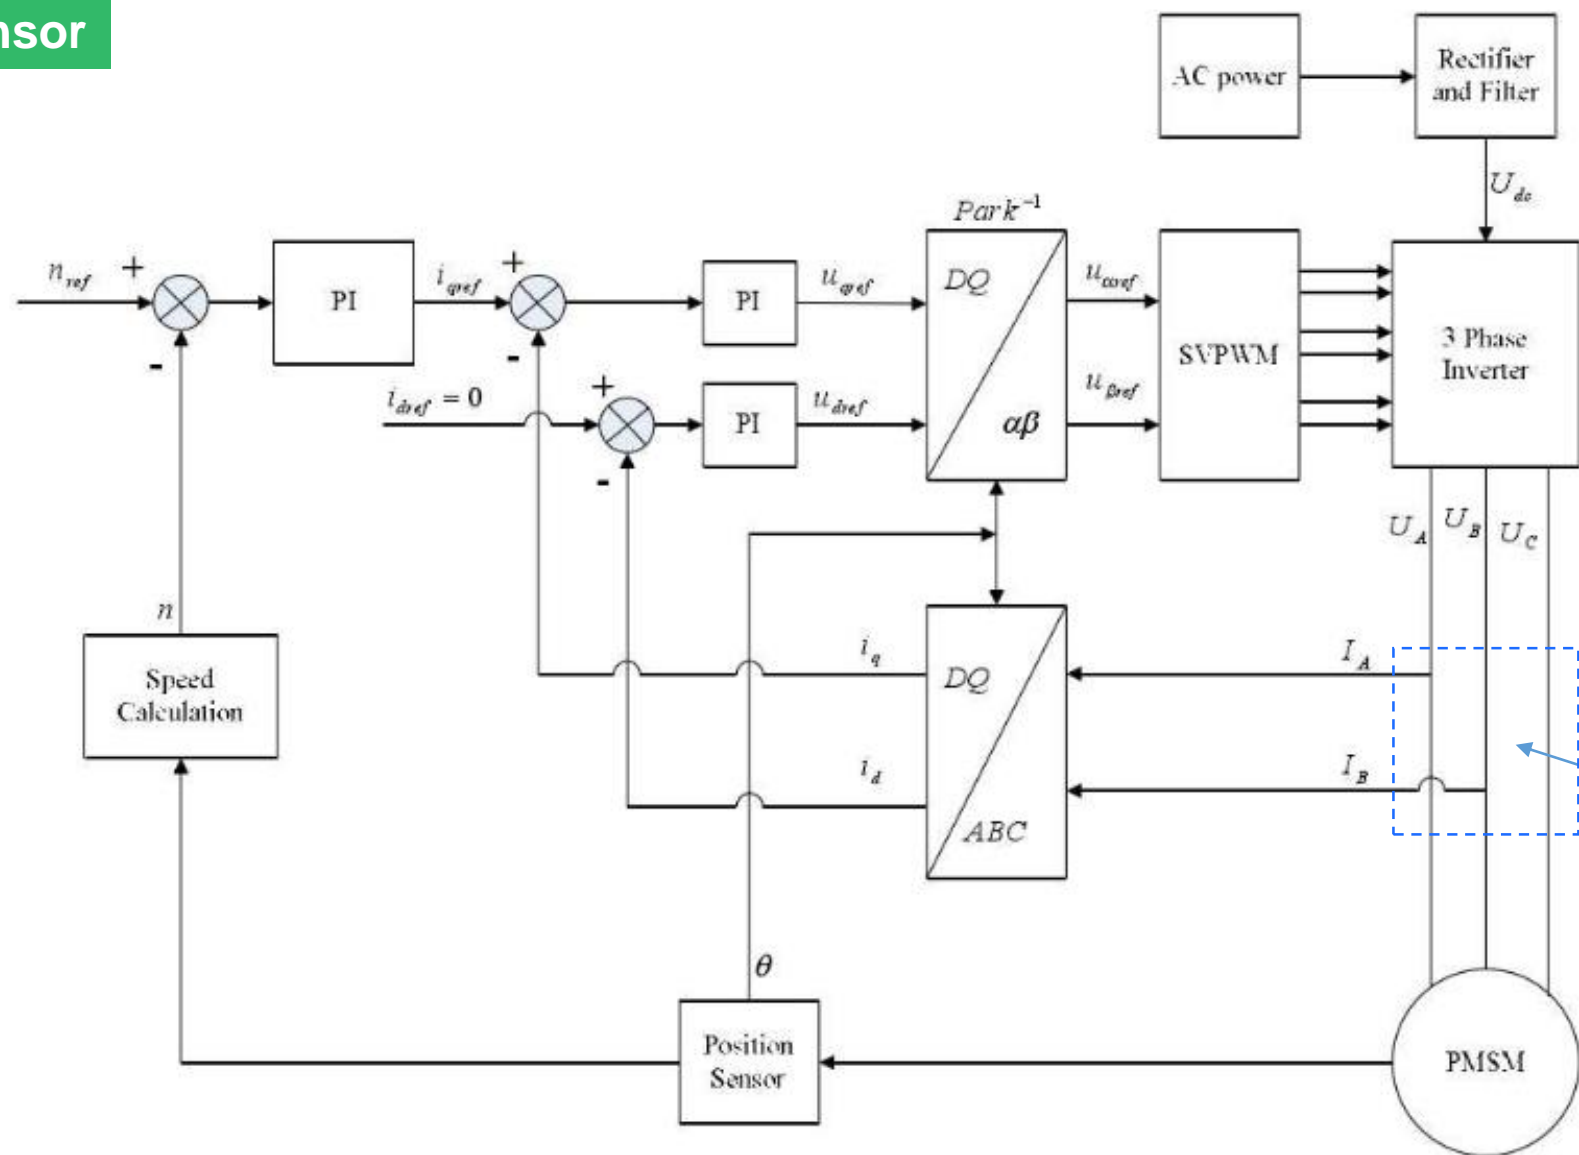 nsor
AC power
Rectifier
and Filter
U_dc
Park⁻¹
n_ref
+
-
PI
i_qref
+
-
PI
u_qref
DQ
αβ
u_αref
SVPWM
3 Phase
Inverter
i_dref = 0
+
-
PI
u_dref
u_βref
U_A
U_B
U_C
n
Speed
Calculation
i_q
DQ
ABC
I_A
i_d
I_B
θ
Position
Sensor
PMSM